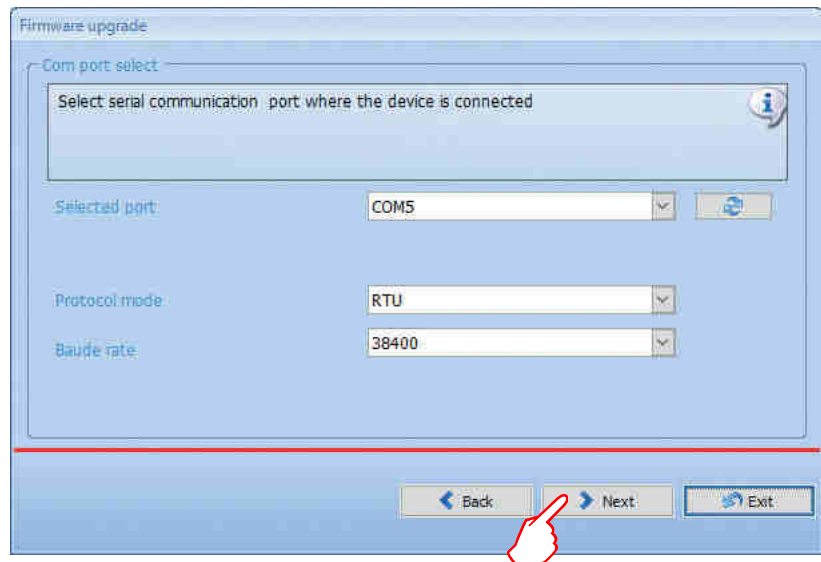 Firmware upgrade
Com port select
Select serial communication port where the device is connected
Selected port COM5
Protocol mode RTU
Baude rate 38400
Back Next Exit